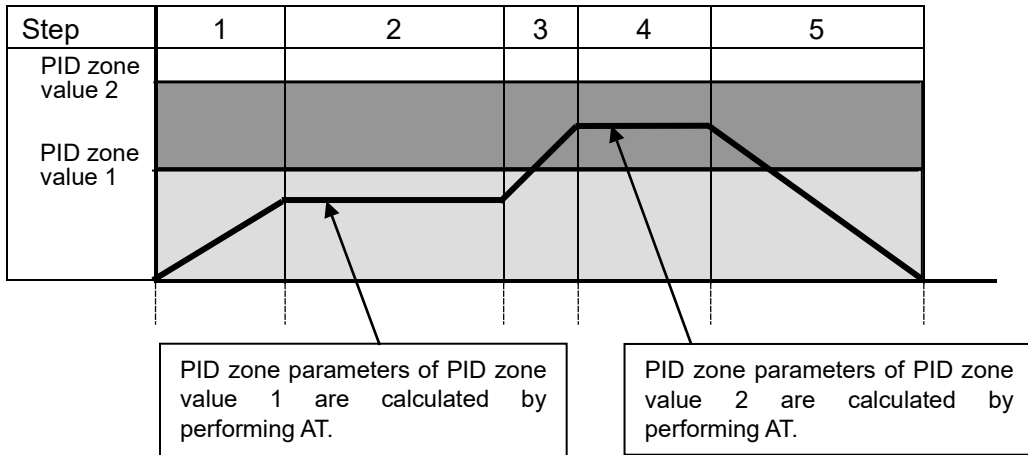 Step 1 2 3 4 5
PID zone
value 2
PID zone
value 1
PID zone parameters of PID zone
value 1 are calculated by
performing AT.
PID zone parameters of PID zone
value 2 are calculated by
performing AT.